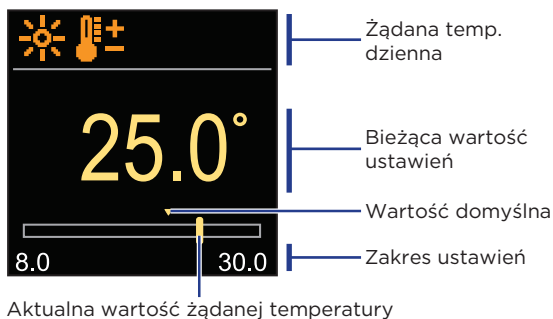 Żądana temp.
dzienna
25.0°
Bieżąca wartość
ustawień
Wartość domyślna
8.0 30.0
Zakres ustawień
Aktualna wartość żądanej temperatury